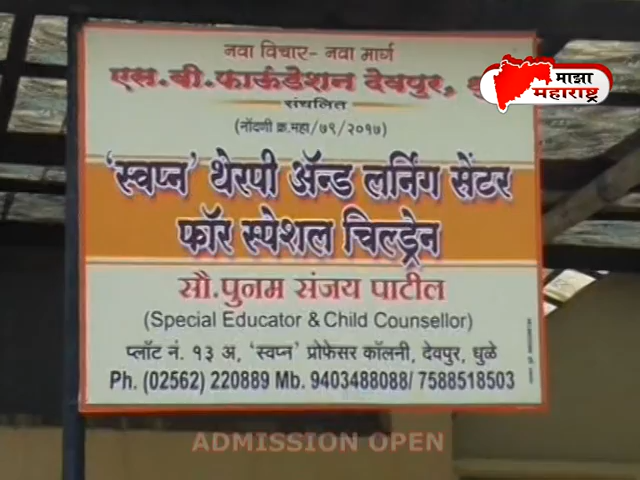 नवा विचार- नवा मार्ग
एस.बी.फाऊंडेशन देवपुर,
संचलित
(नोंदणी क्र.महा/७९/२०१७)
'स्वप्न' थेरपी ॲन्ड लर्निग सेंटर
फॉर स्पेशल चिल्ड्रेन
सौ.पुनम संजय पाटील
(Special Educator & Child Counsellor)
प्लॉट नं. १३ अ, 'स्वप्न' प्रोफेसर कॉलनी, देवपुर, धुळे
Ph. (02562) 220889 Mb. 9403488088/ 7588518503
माझा
महाराष्ट्र
ADMISSION OPEN